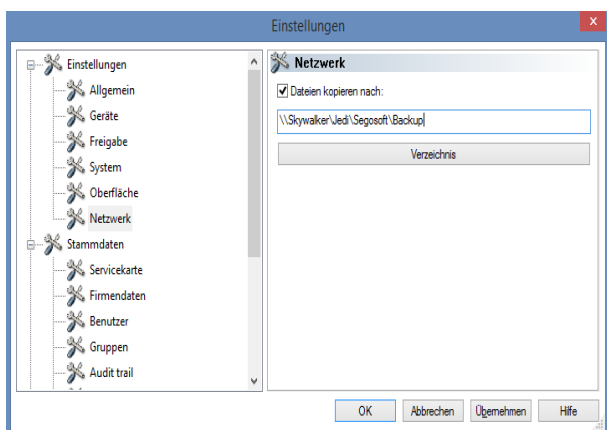 Einstellungen
x
Einstellungen
Allgemein
Geräte
Freigabe
System
Oberfläche
Netzwerk
Stammdaten
Servicekarte
Firmendaten
Benutzer
Gruppen
Audit trail
Netzwerk
Dateien kopieren nach:
\\Skywalker\Jedi\Segosoft\Backup
Verzeichnis
OK
Abbrechen
Übernehmen
Hilfe